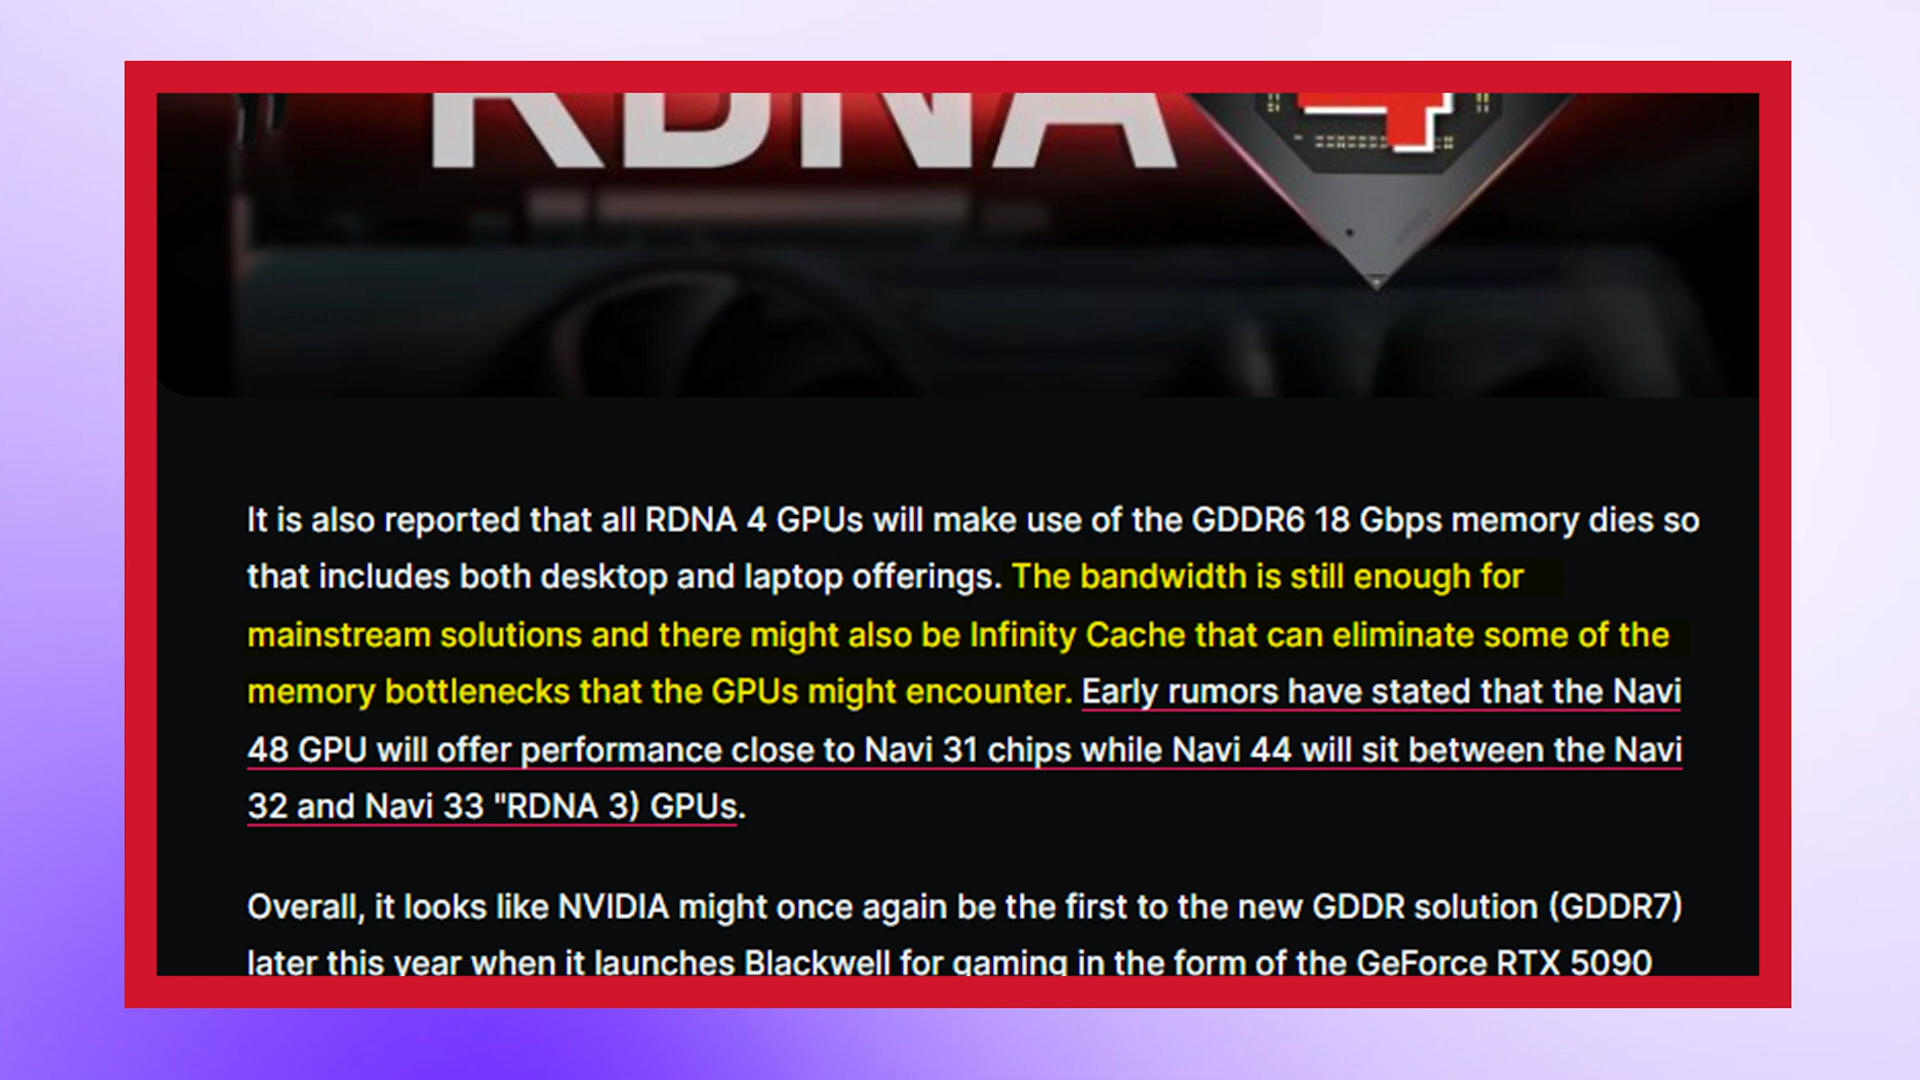 RDNA 4
It is also reported that all RDNA 4 GPUs will make use of the GDDR6 18 Gbps memory dies so
that includes both desktop and laptop offerings. The bandwidth is still enough for
mainstream solutions and there might also be Infinity Cache that can eliminate some of the
memory bottlenecks that the GPUs might encounter. Early rumors have stated that the Navi
48 GPU will offer performance close to Navi 31 chips while Navi 44 will sit between the Navi
32 and Navi 33 "RDNA 3) GPUs.
Overall, it looks like NVIDIA might once again be the first to the new GDDR solution (GDDR7)
later this year when it launches Blackwell for gaming in the form of the GeForce RTX 5090